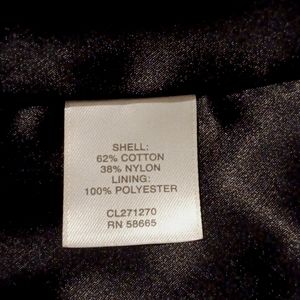 SHELL:
62% COTTON
38% NYLON
LINING:
100% POLYESTER
CL271270
RN 58665